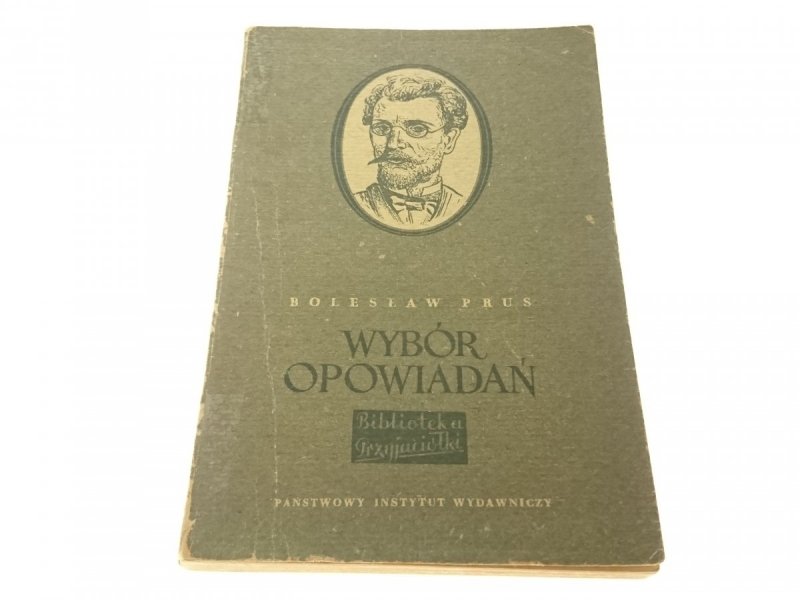 BOLESŁAW PRUS
WYBÓR
OPOWIADAŃ
Biblioteka
Przyjaciółki
PAŃSTWOWY INSTYTUT WYDAWNICZY